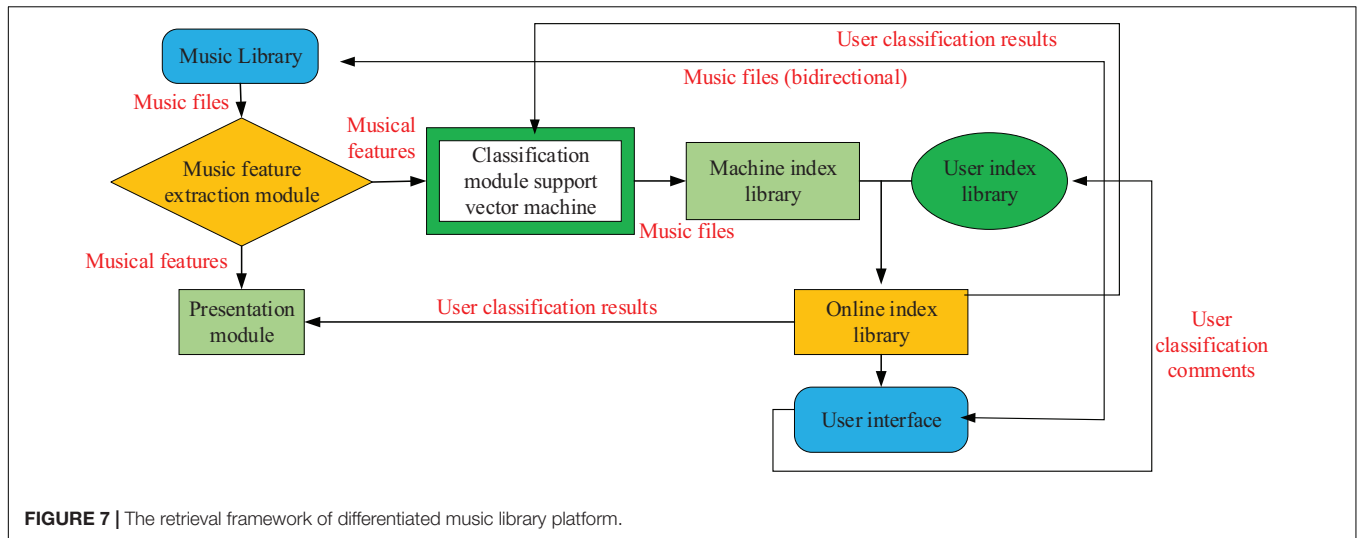 User classification results
Music Library
Music files (bidirectional)
Music files
Musical
features
Music feature
extraction module
Classification
module support
vector machine
Machine index
library
User index
library
Music files
Musical features
Presentation
module
User classification results
Online index
library
User
classification
comments
User interface
FIGURE 7 | The retrieval framework of differentiated music library platform.